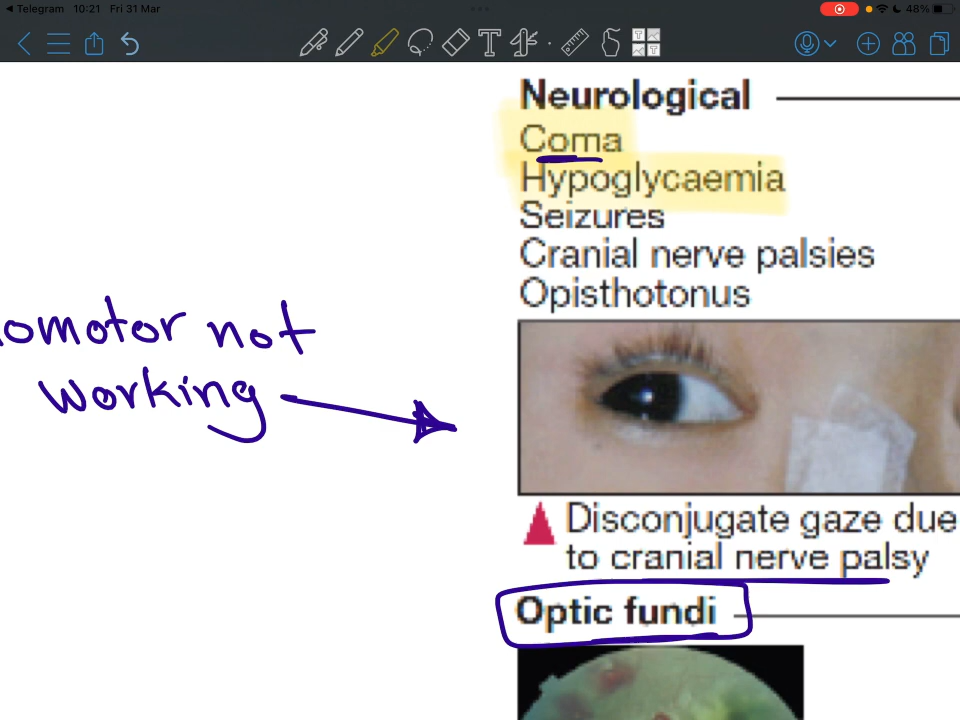 Telegram 10:21 Fri 31 Mar
48%
Neurological
Coma
Hypoglycaemia
Seizures
Cranial nerve palsies
Opisthotonus
omotor not
working
Disconjugate gaze due
to cranial nerve palsy
Optic fundi